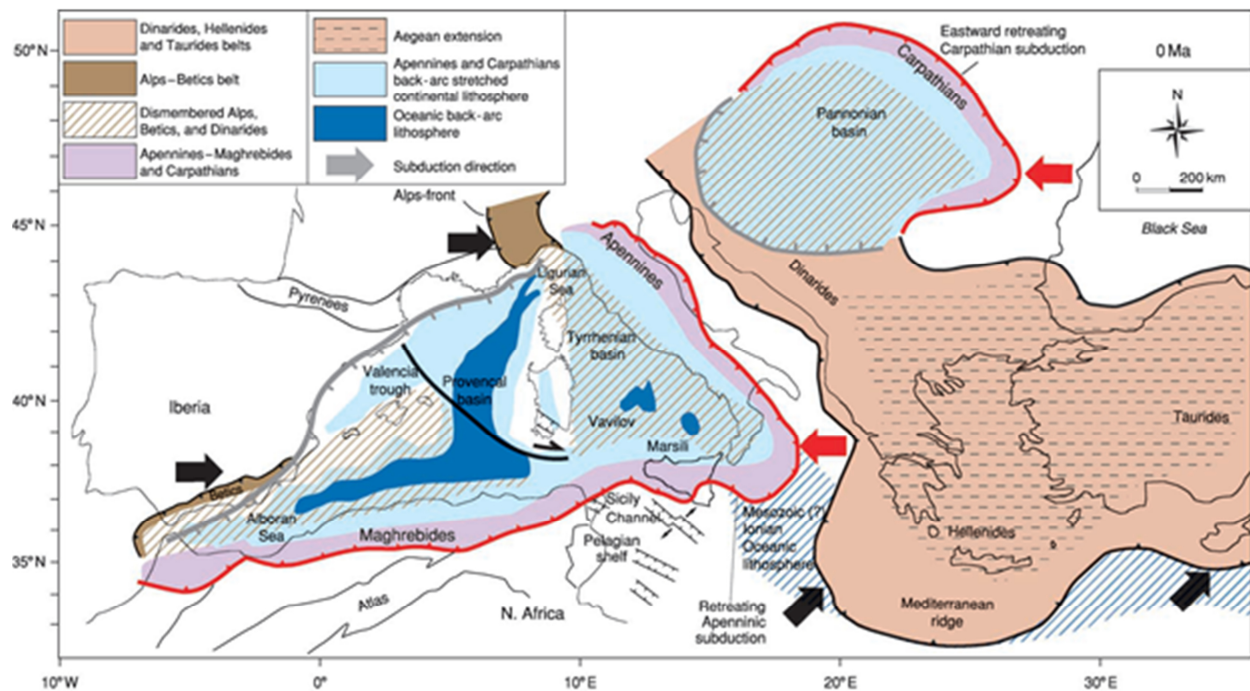 Dinarides, Hellenides
and Taurides belts
Alps–Betics belt
Dismembered Alps,
Betics, and Dinarides
Apennines–Maghrebides
and Carpathians
Aegean extension
Apennines and Carpathians
back-arc stretched
continental lithosphere
Oceanic back-arc
lithosphere
Subduction direction
Eastward retreating
Carpathian subduction
0 Ma
N
0 200 km
Black Sea
50°N
45°N
40°N
35°N
10°W
0°
10°E
20°E
30°E
Carpathians
Pannonian
basin
Alps-front
Apennines
Ligurian
Sea
Dinarides
Pyrenees
Tyrrhenian
basin
Valencia
trough
Provençal
basin
Iberia
Vavilov
Marsili
Taurides
Betics
Alboran
Sea
Maghrebides
Sicily
Channel
Pelagian
shelf
Mesozoic (?)
Ionian
Oceanic
lithosphere
O. Hellenides
Atlas
N. Africa
Retreating
Apenninic
subduction
Mediterranean
ridge